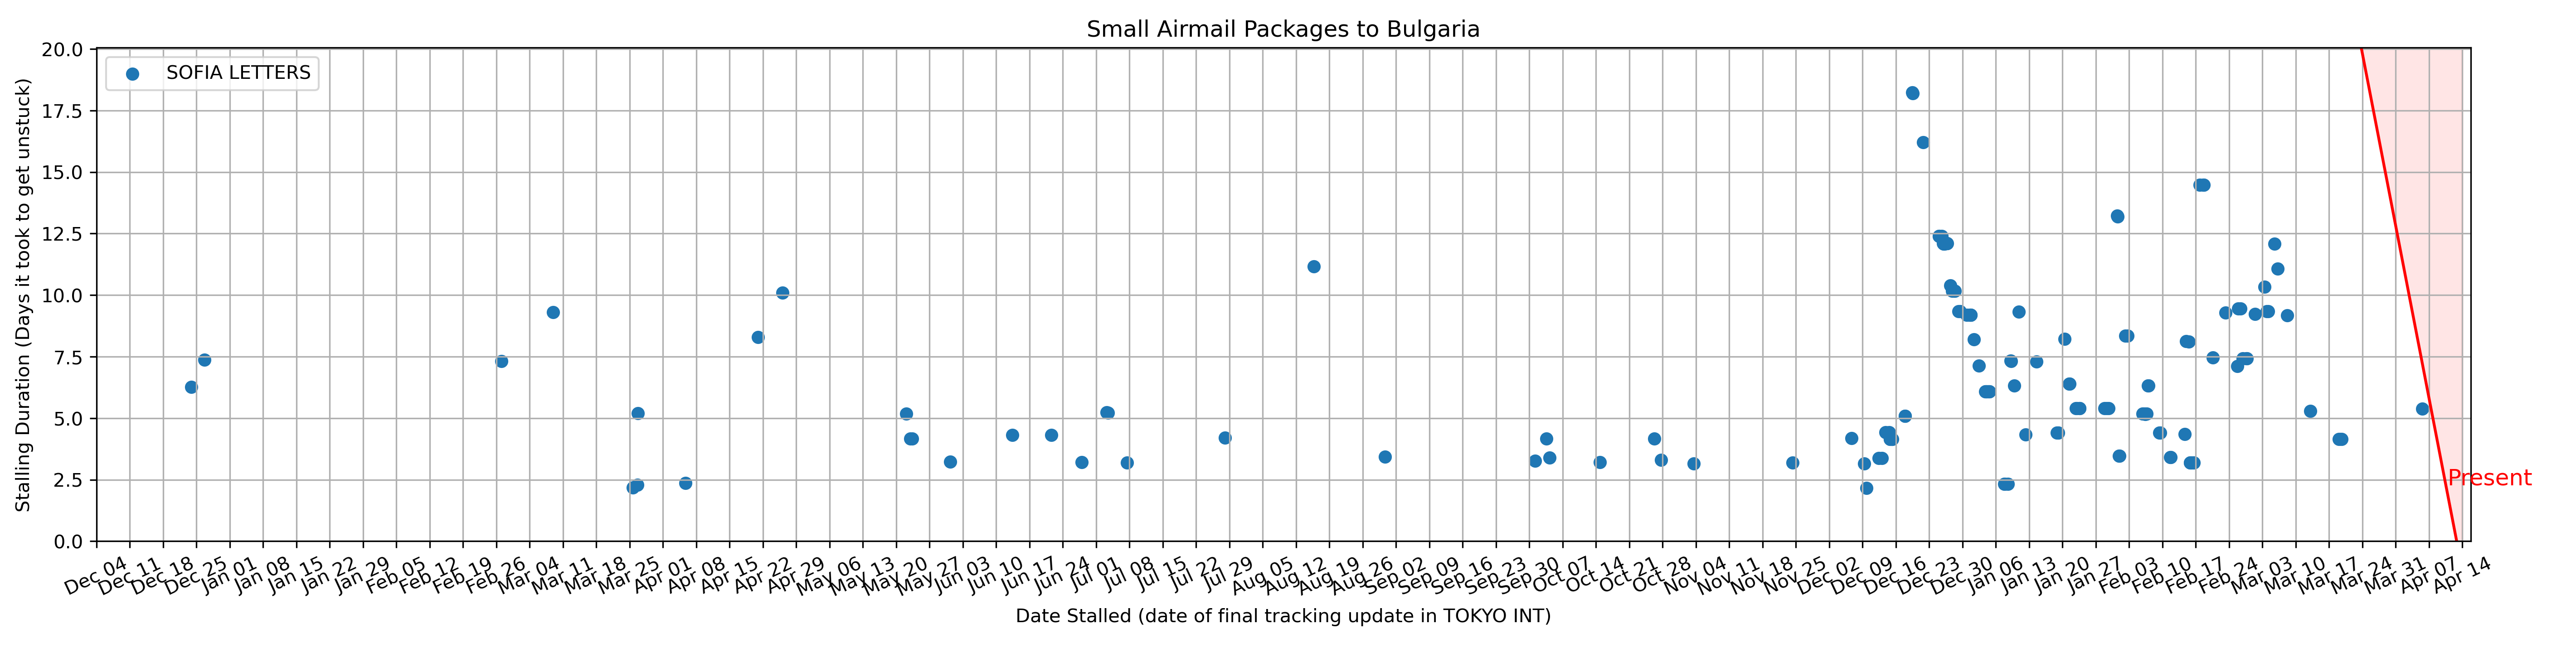 Small Airmail Packages to Bulgaria
SOFIA LETTERS
Stalling Duration (Days it took to get unstuck)
20.0
17.5
15.0
12.5
10.0
7.5
5.0
2.5
0.0
Present
Dec 04 Dec 11 Dec 18 Dec 25 Jan 01 Jan 08 Jan 15 Jan 22 Jan 29 Feb 05 Feb 12 Feb 19 Feb 26 Mar 04 Mar 11 Mar 18 Mar 25 Apr 01 Apr 08 Apr 15 Apr 22 Apr 29 May 06 May 13 May 20 May 27 Jun 03 Jun 10 Jun 17 Jun 24 Jul 01 Jul 08 Jul 15 Jul 22 Jul 29 Aug 05 Aug 12 Aug 19 Aug 26 Sep 02 Sep 09 Sep 16 Sep 23 Sep 30 Oct 07 Oct 14 Oct 21 Oct 28 Nov 04 Nov 11 Nov 18 Nov 25 Dec 02 Dec 09 Dec 16 Dec 23 Dec 30 Jan 06 Jan 13 Jan 20 Jan 27 Feb 03 Feb 10 Feb 17 Feb 24 Mar 03 Mar 10 Mar 17 Mar 24 Mar 31 Apr 07 Apr 14
Date Stalled (date of final tracking update in TOKYO INT)